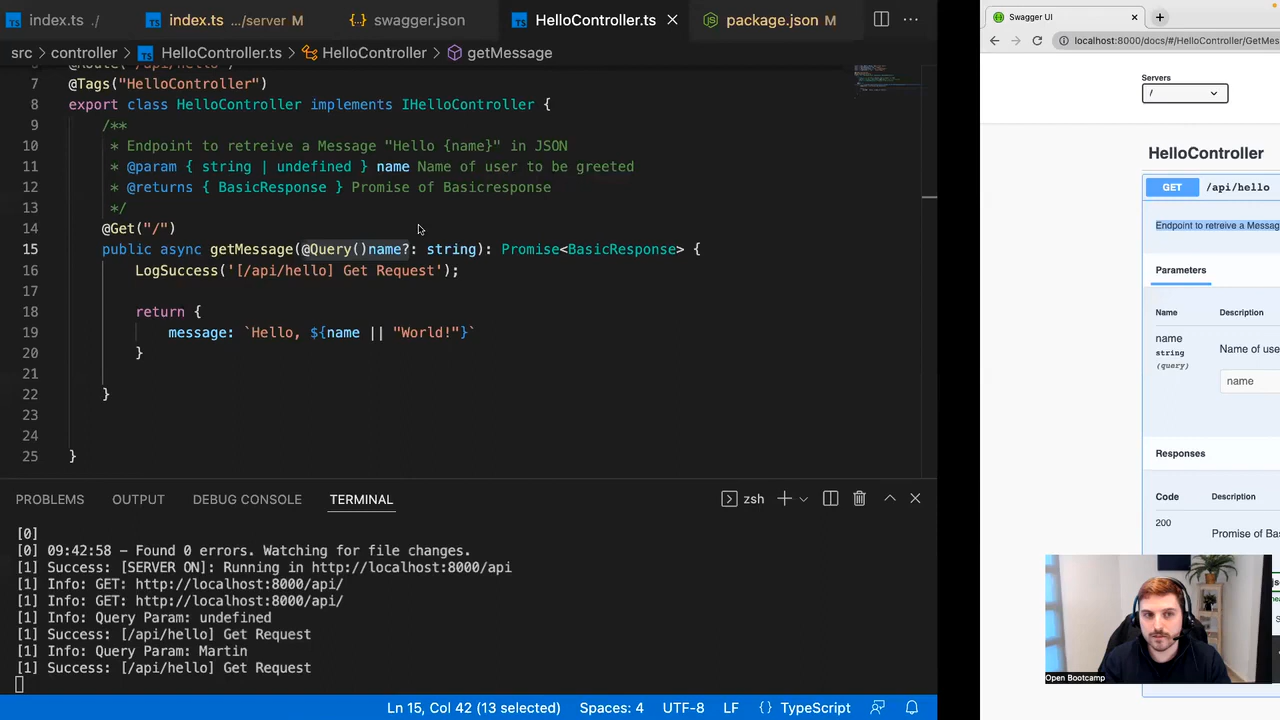 index.ts .../
index.ts .../server M
swagger.json
HelloController.ts
package.json M
src > controller > HelloController.ts > HelloController > getMessage
7 @Tags("HelloController")
8 export class HelloController implements IHelloController {
9 /**
10 * Endpoint to retreive a Message "Hello {name}" in JSON
11 * @param { string | undefined } name Name of user to be greeted
12 * @returns { BasicResponse } Promise of Basicresponse
13 */
14 @Get("/")
15 public async getMessage(@Query()name?: string): Promise<BasicResponse> {
16 LogSuccess('[/api/hello] Get Request');
17
18 return {
19 message: `Hello, ${name || "World!"}`
20 }
21
22 }
23
24
25 }
PROBLEMS OUTPUT DEBUG CONSOLE TERMINAL zsh
[0]
[0] 09:42:58 – Found 0 errors. Watching for file changes.
[1] Success: [SERVER ON]: Running in http://localhost:8000/api
[1] Info: GET: http://localhost:8000/api/
[1] Info: GET: http://localhost:8000/api/
[1] Info: Query Param: undefined
[1] Success: [/api/hello] Get Request
[1] Info: Query Param: Martin
[1] Success: [/api/hello] Get Request
Ln 15, Col 42 (13 selected) Spaces: 4 UTF-8 LF {} TypeScript
Swagger UI
localhost:8000/docs/#/HelloController/GetMes
Servers
/
HelloController
GET /api/hello
Endpoint to retreive a Messag
Parameters
Name Description
name
string
(query)
Name of use
name
Responses
Code Description
200
Promise of Bas
Open Bootcamp